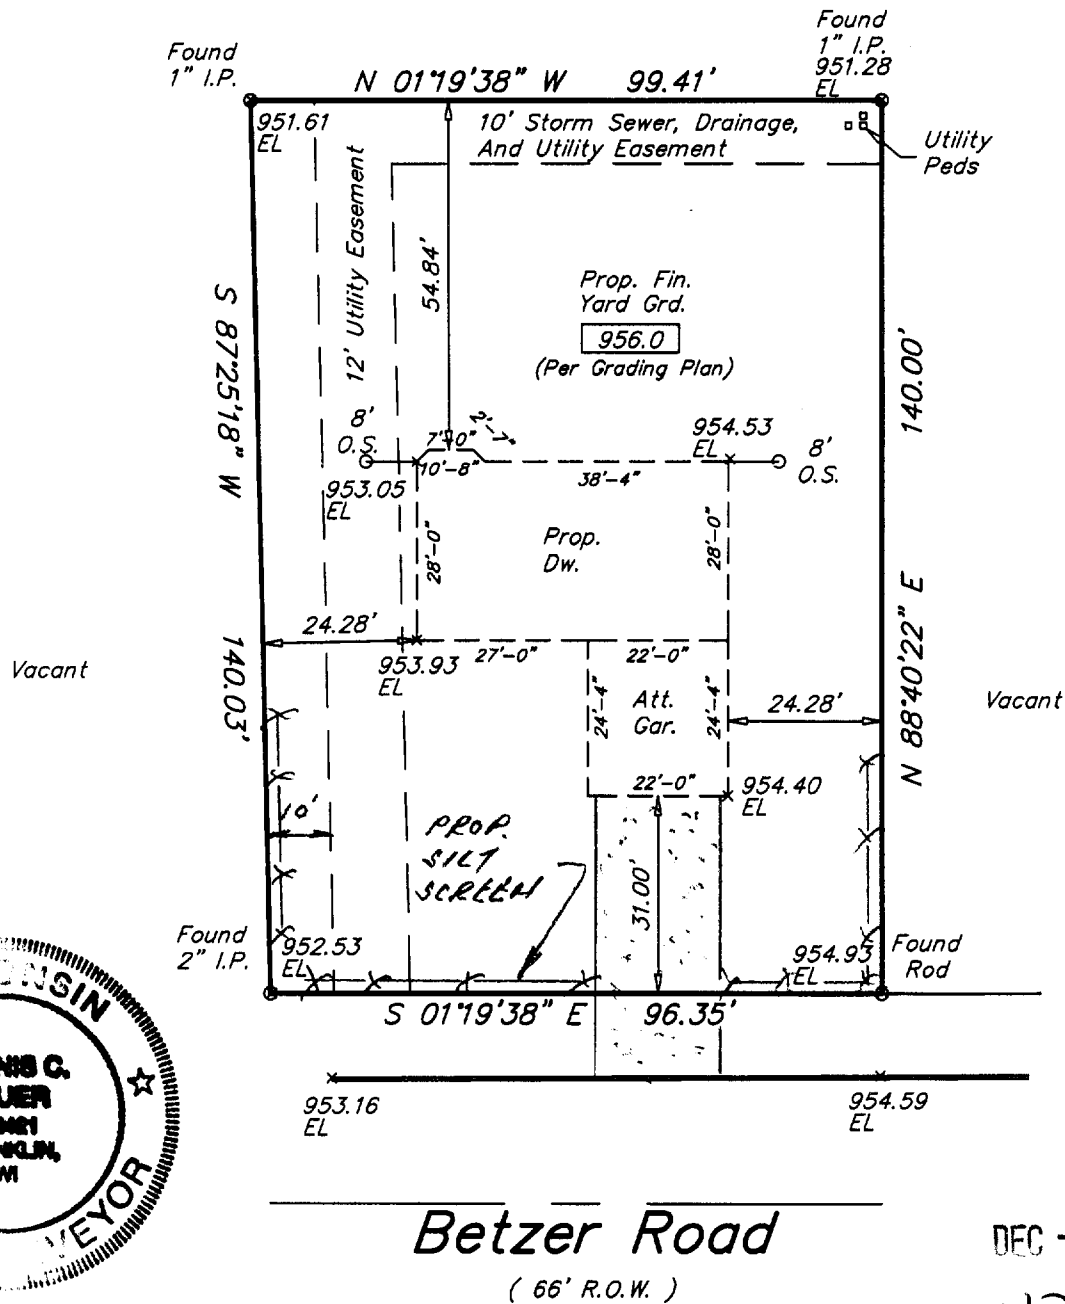 Found
1" I.P.
Found
1" I.P.
951.28
EL
N 01°19'38" W 99.41'
951.61
EL
10' Storm Sewer, Drainage,
And Utility Easement
Utility
Peds
12' Utility Easement
54.84'
Prop. Fin.
Yard Grd.
956.0
(Per Grading Plan)
S 87°25'18" W
140.03'
140.00'
N 88°40'22" E
8'
O.S.
7'-0"
2'-7"
10'-8"
38'-4"
954.53
EL
8'
O.S.
953.05
EL
28'-0"
Prop.
Dw.
28'-0"
24.28'
953.93
EL
27'-0"
22'-0"
Vacant
24'-4"
Att.
Gar.
24'-4"
24.28'
Vacant
22'-0"
954.40
EL
10'
PROP.
SILT
SCREEN
31.00'
Found
2" I.P.
952.53
EL
954.93
EL
Found
Rod
S 01°19'38" E 96.35'
953.16
EL
954.59
EL
WI
Betzer Road
( 66' R.O.W. )
DEC -